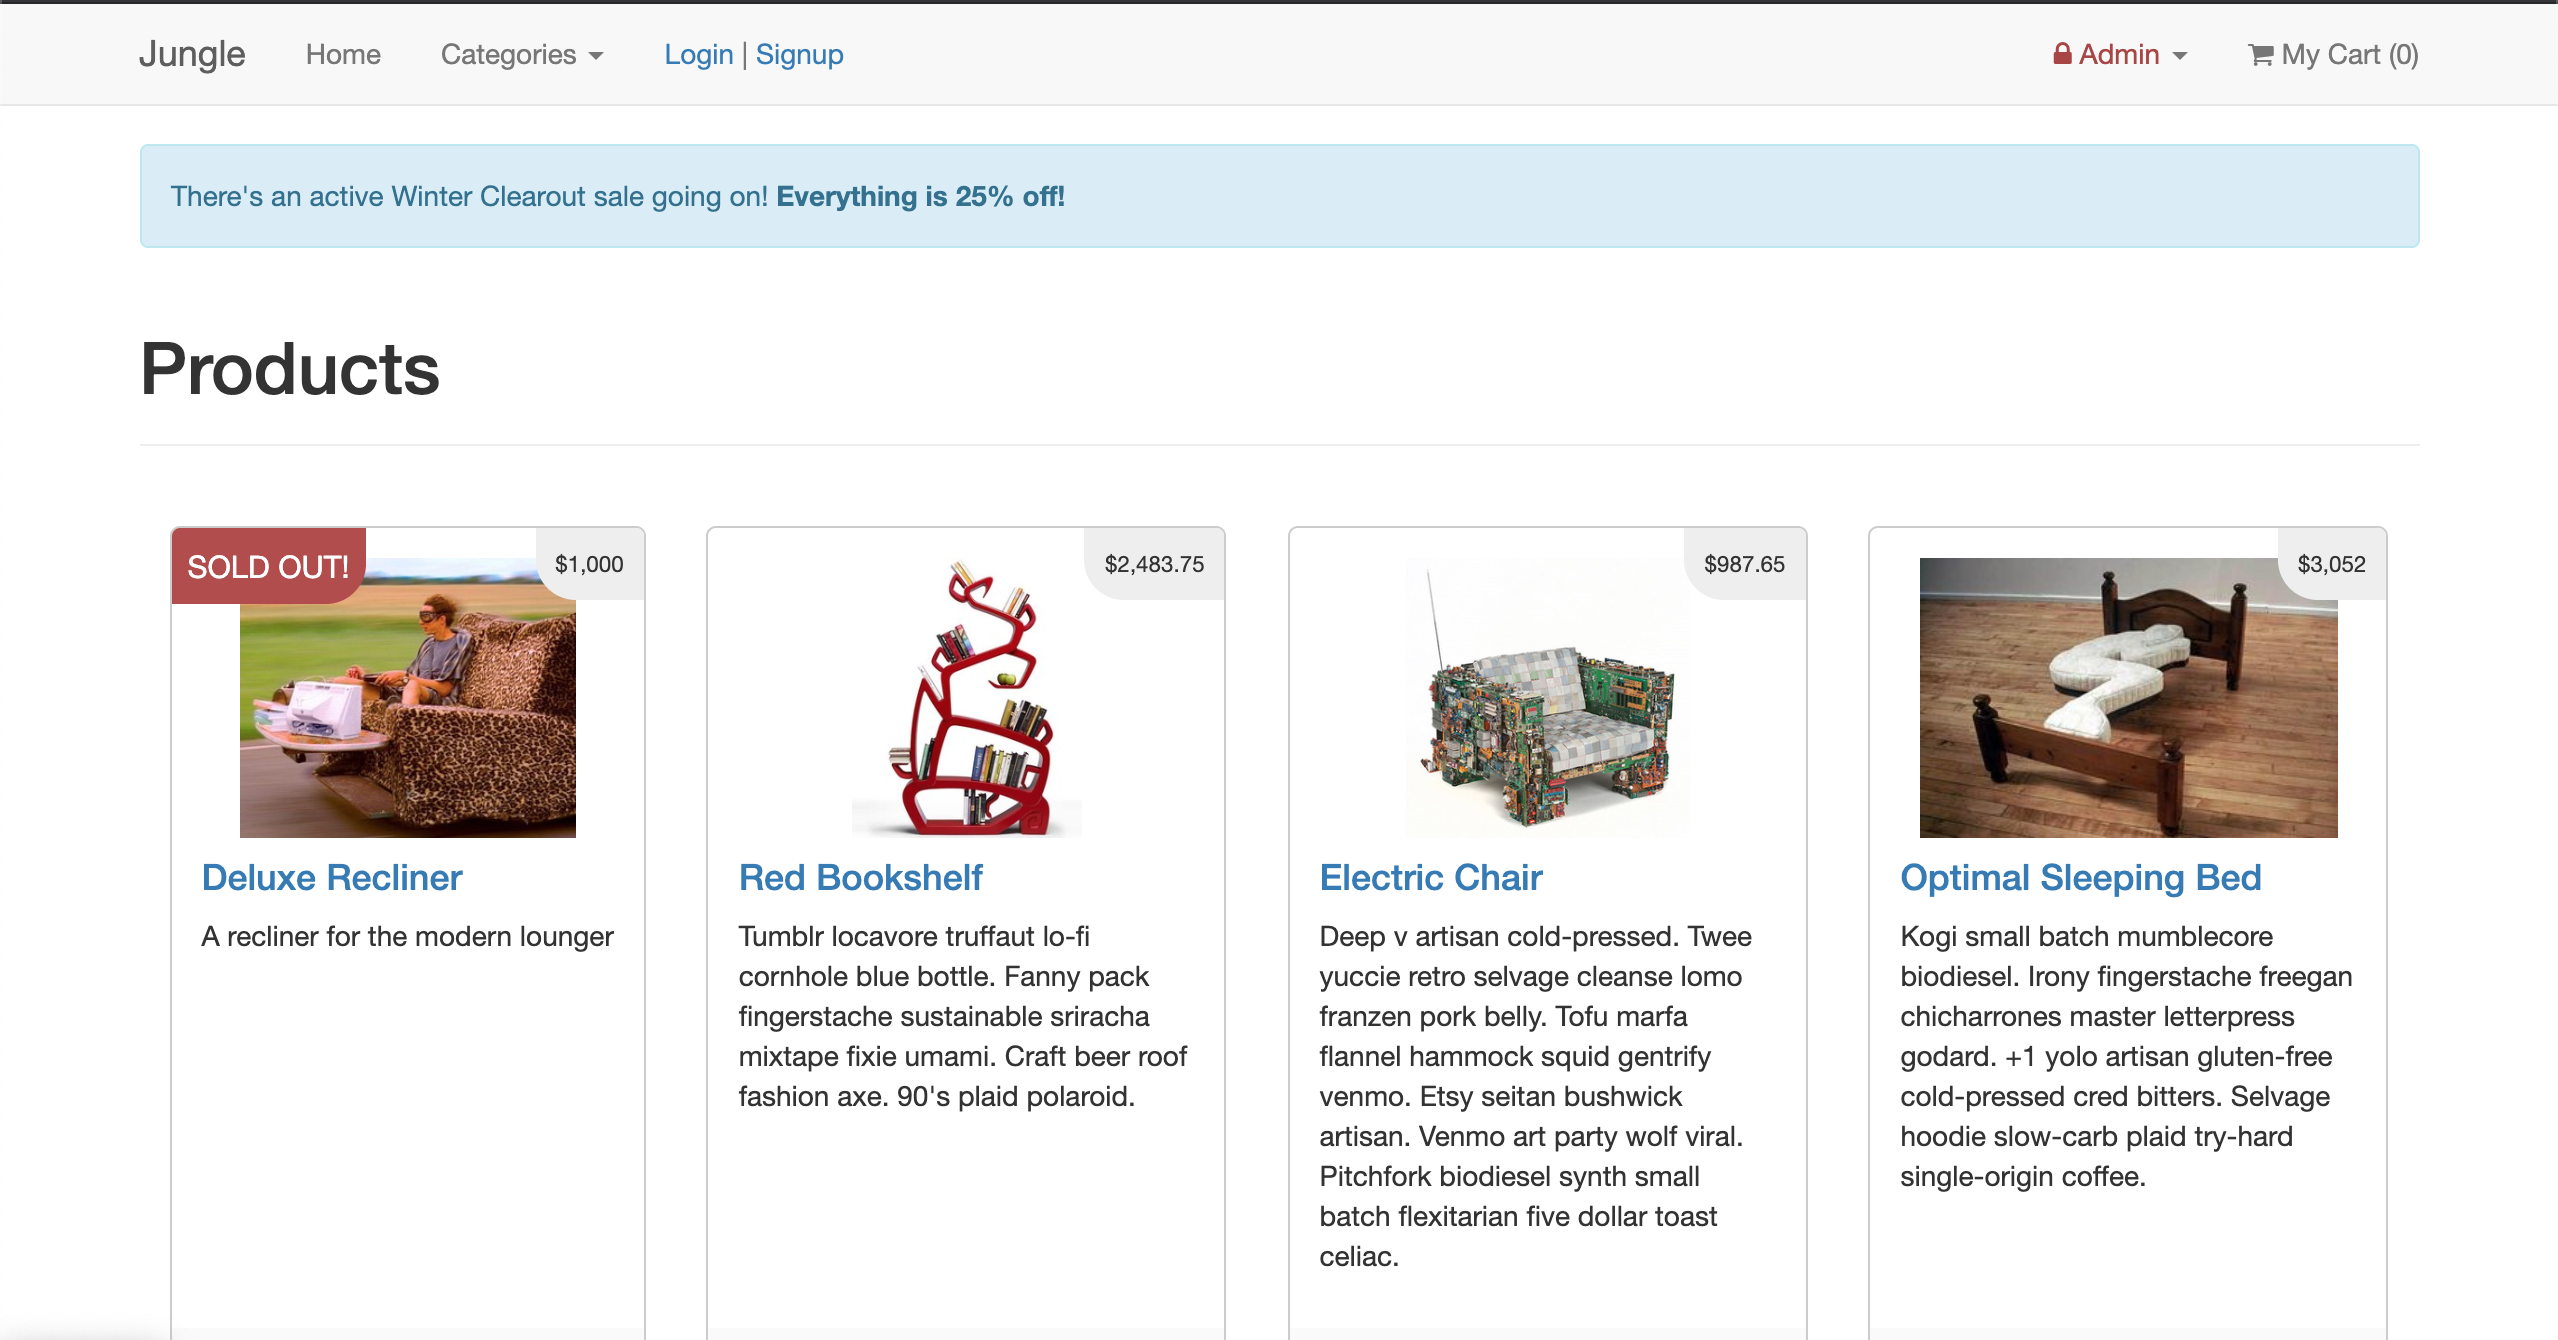 Jungle Home Categories Login | Signup Admin My Cart (0)
There's an active Winter Clearout sale going on! Everything is 25% off!
Products
SOLD OUT!
$1,000
Deluxe Recliner
A recliner for the modern lounger
$2,483.75
Red Bookshelf
Tumblr locavore truffaut lo-fi
cornhole blue bottle. Fanny pack
fingerstache sustainable sriracha
mixtape fixie umami. Craft beer roof
fashion axe. 90's plaid polaroid.
$987.65
Electric Chair
Deep v artisan cold-pressed. Twee
yuccie retro selvage cleanse lomo
franzen pork belly. Tofu marfa
flannel hammock squid gentrify
venmo. Etsy seitan bushwick
artisan. Venmo art party wolf viral.
Pitchfork biodiesel synth small
batch flexitarian five dollar toast
celiac.
$3,052
Optimal Sleeping Bed
Kogi small batch mumblecore
biodiesel. Irony fingerstache freegan
chicharrones master letterpress
godard. +1 yolo artisan gluten-free
cold-pressed cred bitters. Selvage
hoodie slow-carb plaid try-hard
single-origin coffee.